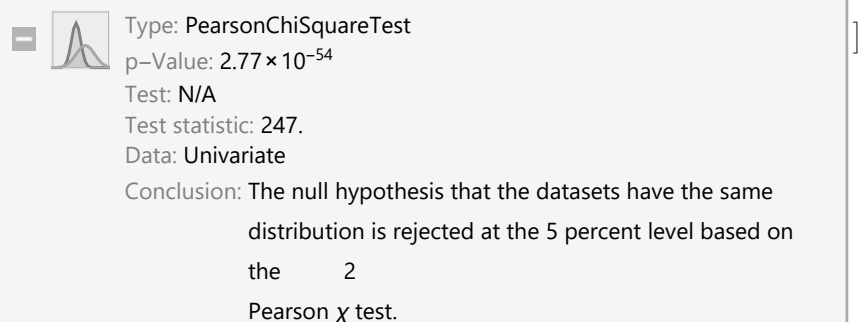 Type: PearsonChiSquareTest
p–Value: 2.77 × 10⁻⁵⁴
Test: N/A
Test statistic: 247.
Data: Univariate
Conclusion: The null hypothesis that the datasets have the same
distribution is rejected at the 5 percent level based on
the 2
Pearson χ test.